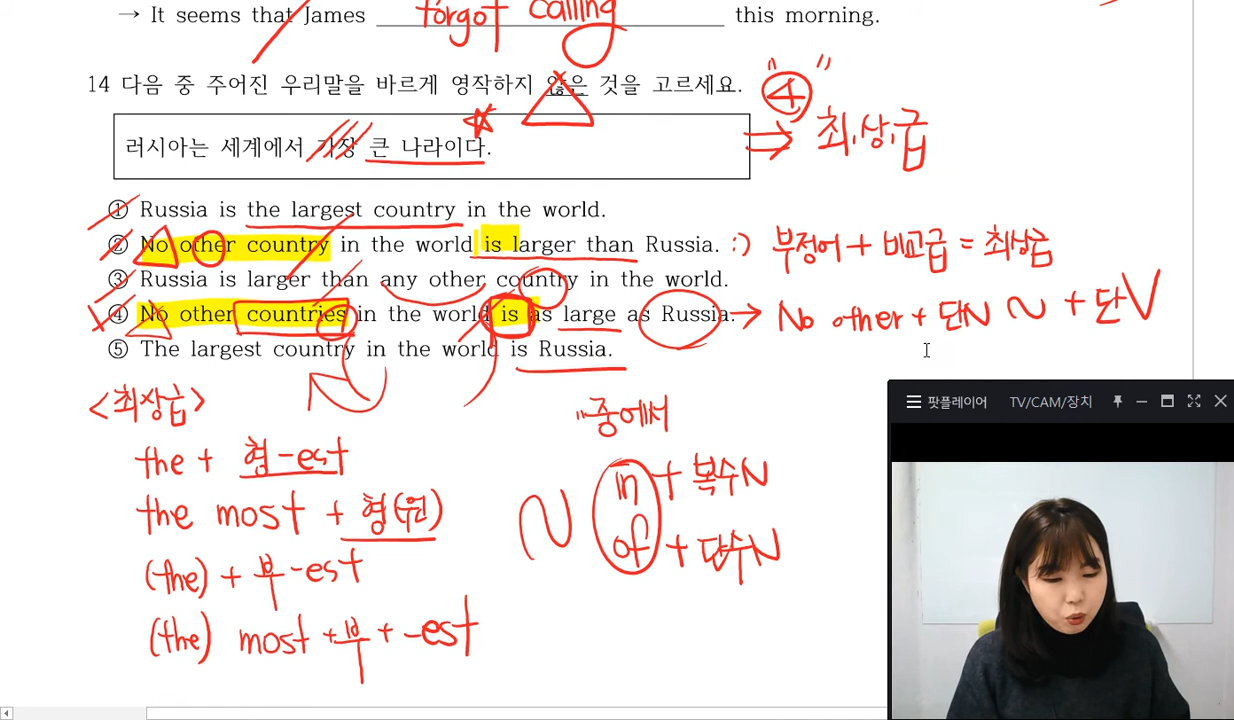 → It seems that James forgot calling this morning.
14 다음 중 주어진 우리말을 바르게 영작하지 않은 것을 고르세요.
"④"
러시아는 세계에서 가장 큰 나라이다.
⇒ 최상급
① Russia is the largest country in the world.
② No other country in the world is larger than Russia. :) 부정어 + 비교급 = 최상급
③ Russia is larger than any other country in the world.
④ No other countries in the world is as large as Russia. → No other + 단N ~ + 단V
⑤ The largest country in the world is Russia.
<최상급>
the + 형-est
the most + 형(원)
(the) + 부-est
(the) most + 부 + -est
"중에서
in + 복수N
of + 단수N
팟플레이어 TV/CAM/장치